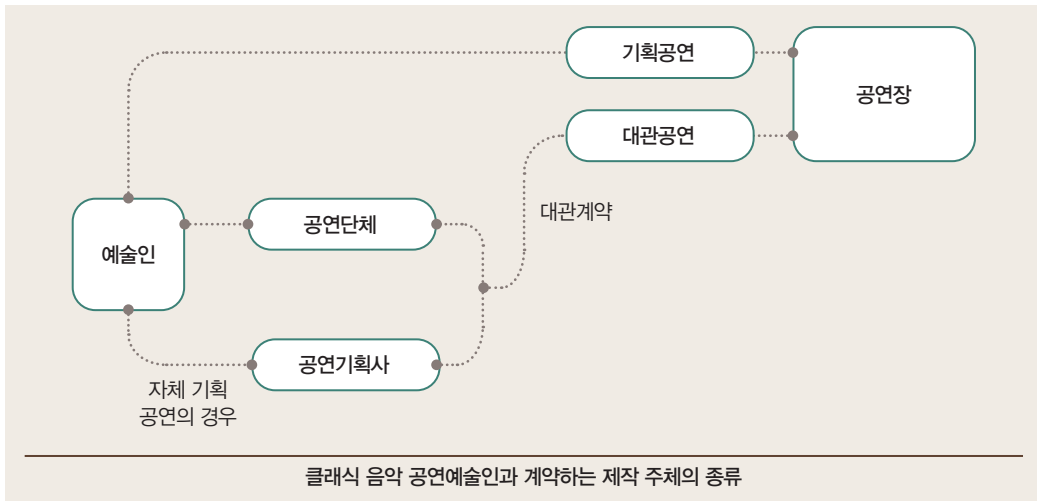 기획공연
공연장
대관공연
대관계약
공연단체
예술인
공연기획사
자체 기획
공연의 경우
클래식 음악 공연예술인과 계약하는 제작 주체의 종류